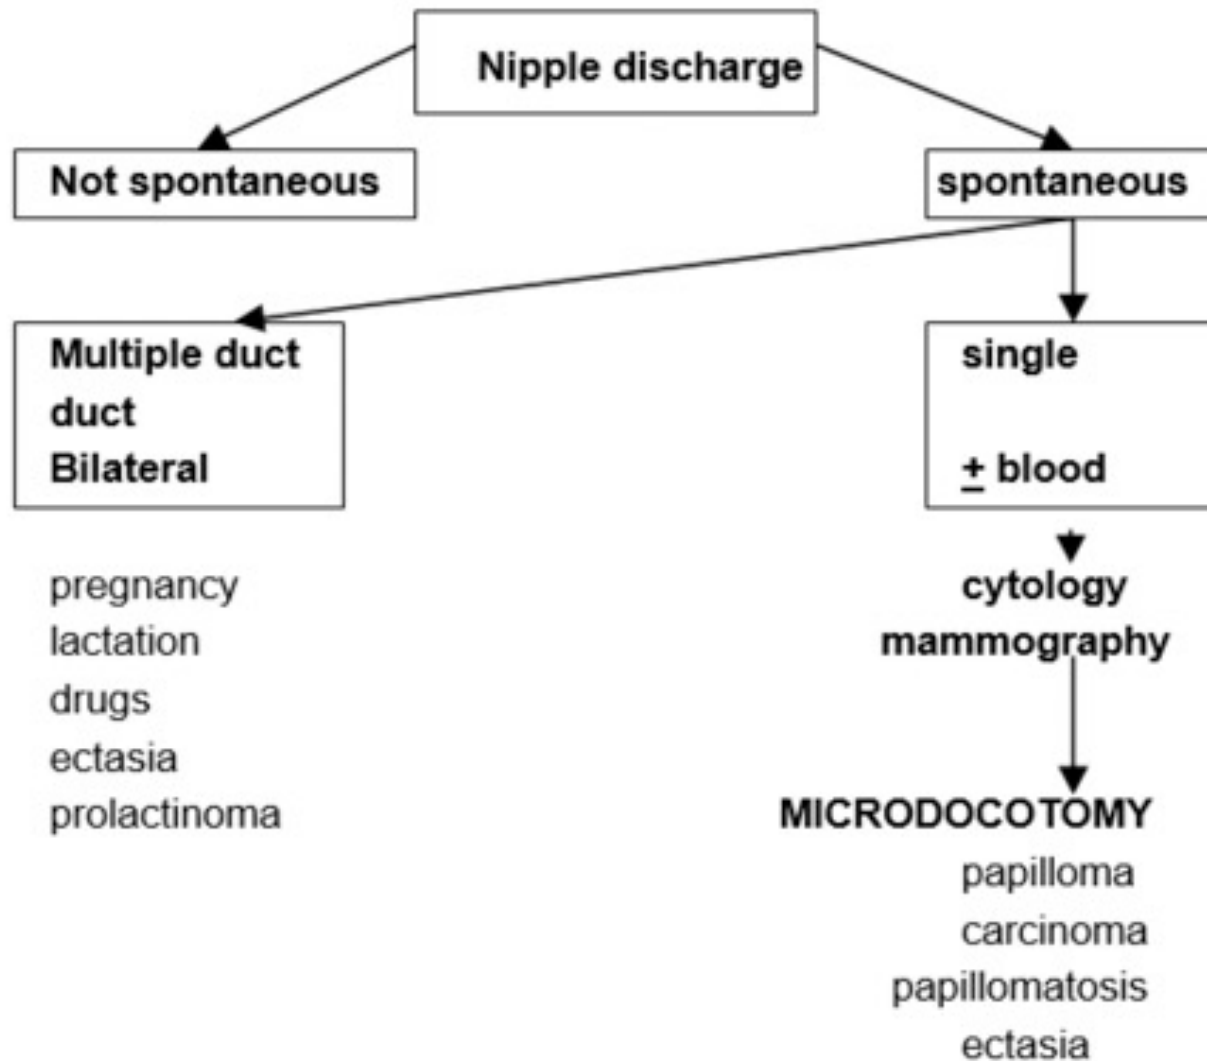 Nipple discharge
Not spontaneous
spontaneous
Multiple duct
duct
Bilateral
single
± blood
pregnancy
lactation
drugs
ectasia
prolactinoma
cytology
mammography
MICRODOCOTOMY
papilloma
carcinoma
papillomatosis
ectasia